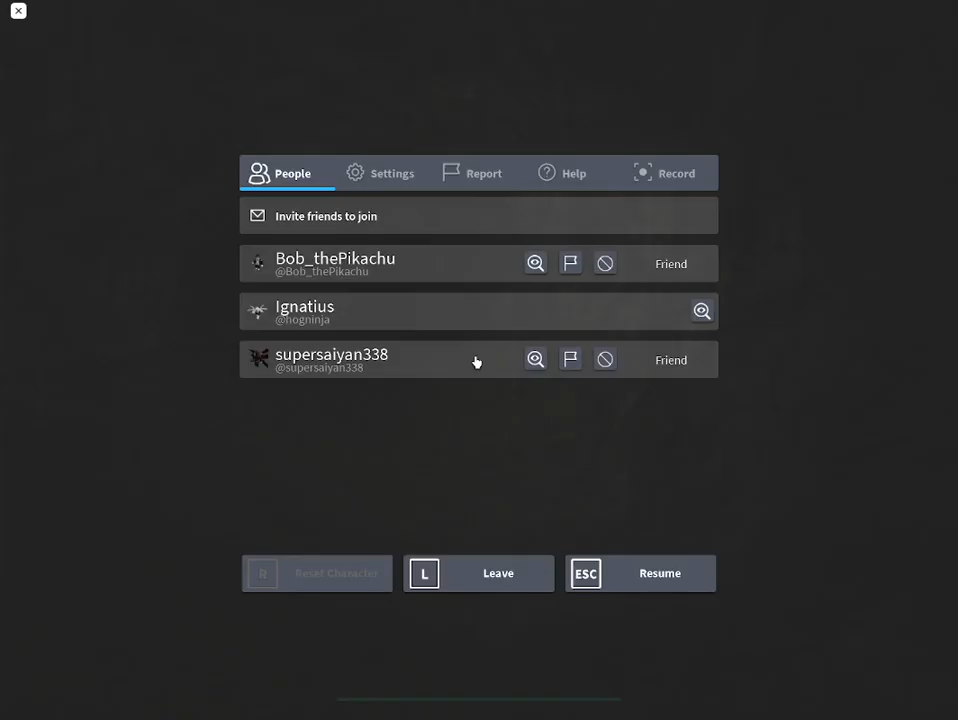 People
Settings
Report
Help
Record
Invite friends to join
Bob_thePikachu
@Bob_thePikachu
Friend
Ignatius
@nogninja
supersaiyan338
@supersaiyan338
Friend
R
Reset Character
L
Leave
ESC
Resume